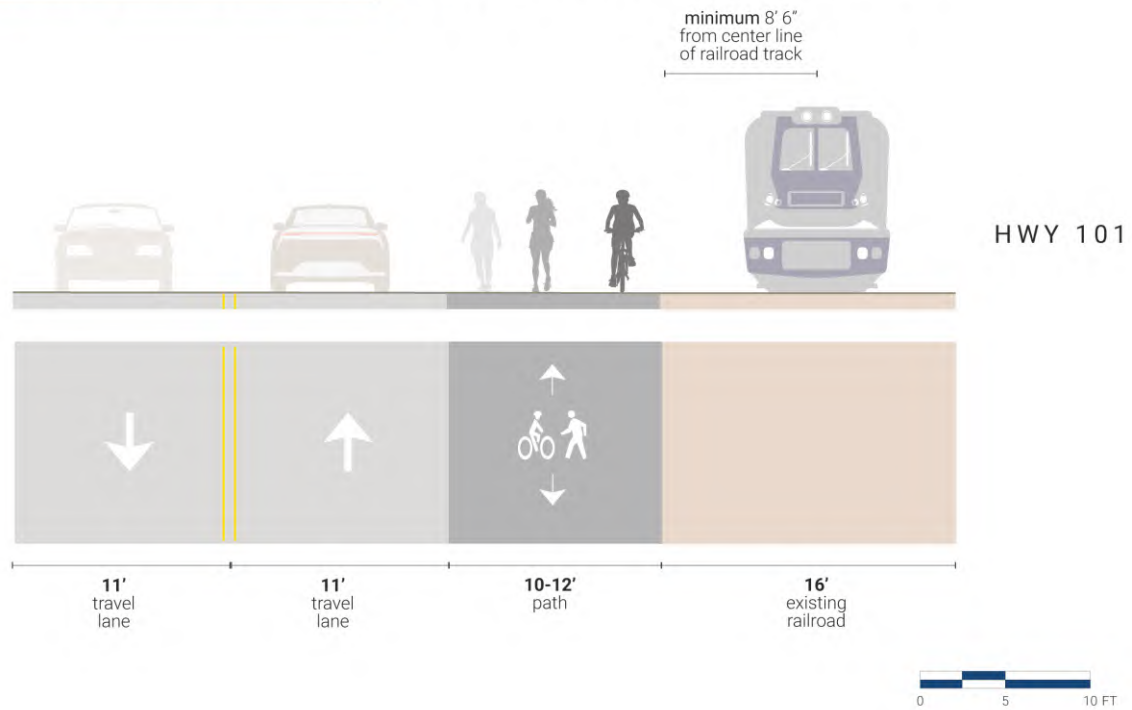 minimum 8’ 6”
from center line
of railroad track
HWY 101
11’
travel
lane
11’
travel
lane
10-12’
path
16’
existing
railroad
0 5 10 FT